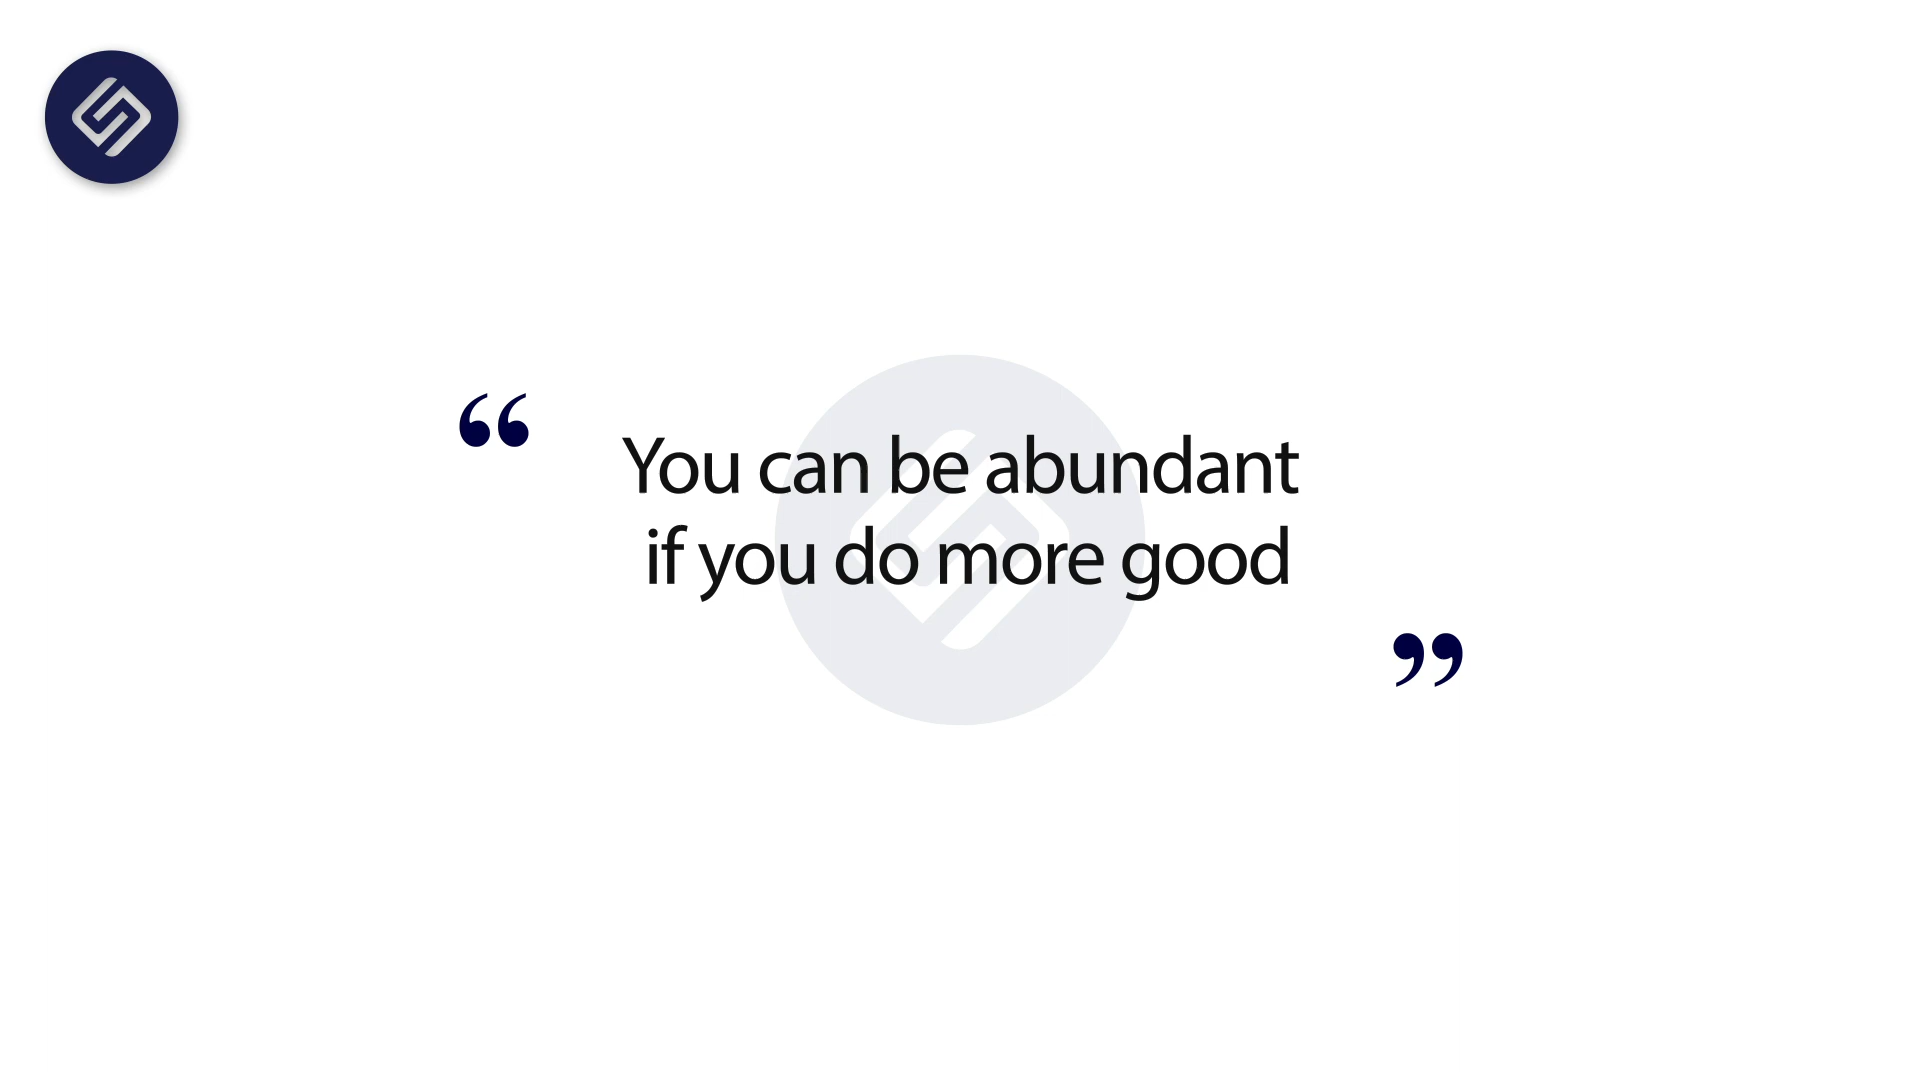 “
You can be abundant
if you do more good
”